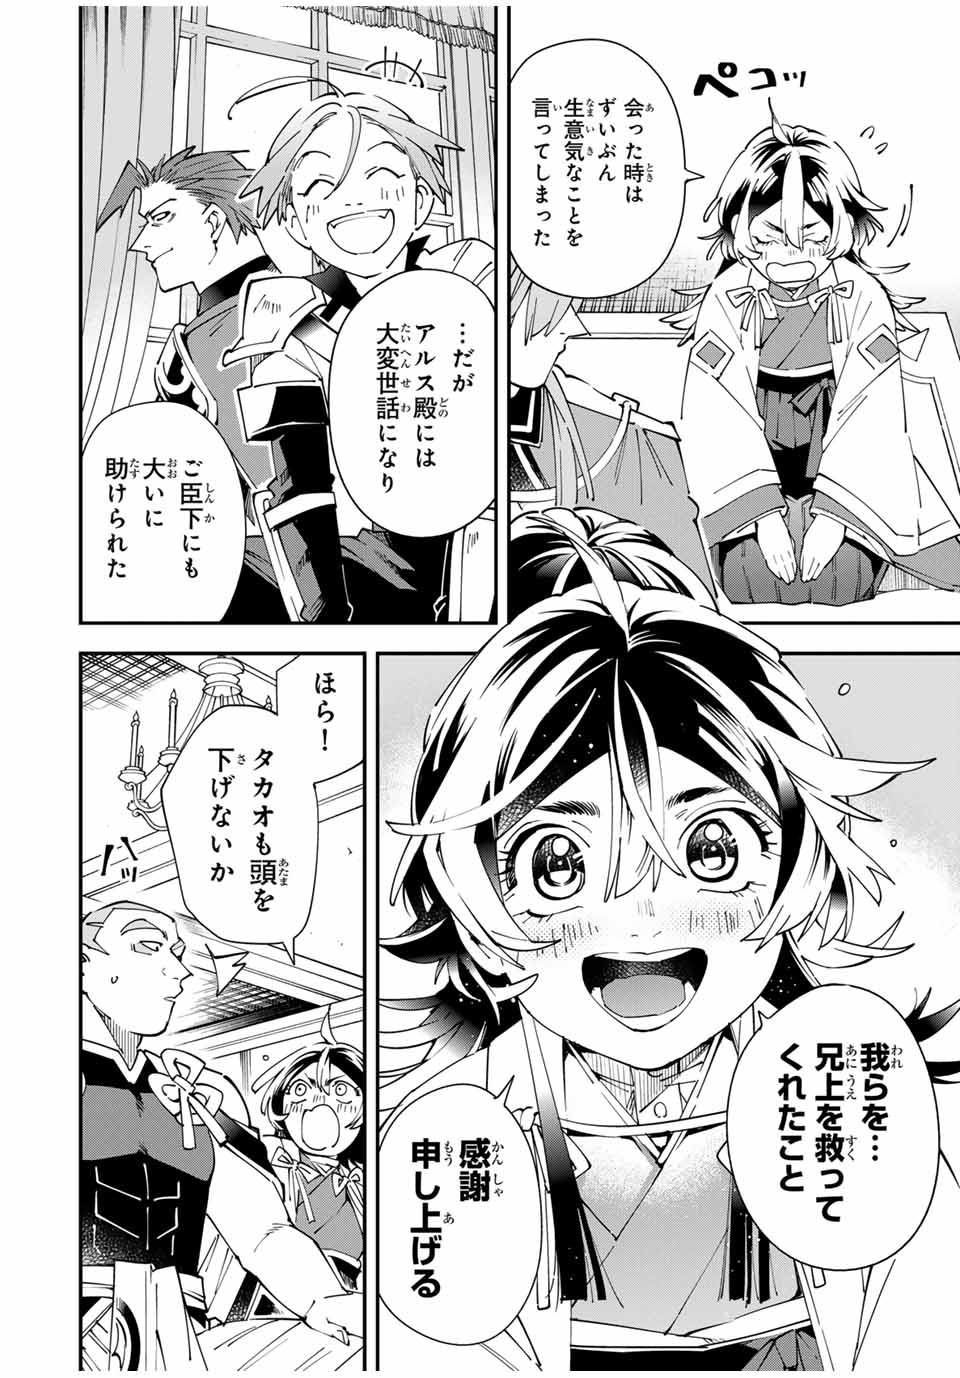 ペコッ
会った時は
ずいぶん
生意気なことを
言ってしまった
…だが
アルス殿には
大変世話になり
ご臣下にも
大いに
助けられた
我らを…
兄上を救って
くれたこと
感謝
申し上げる
ほら！
タカオも頭を
下げないか
ハッ